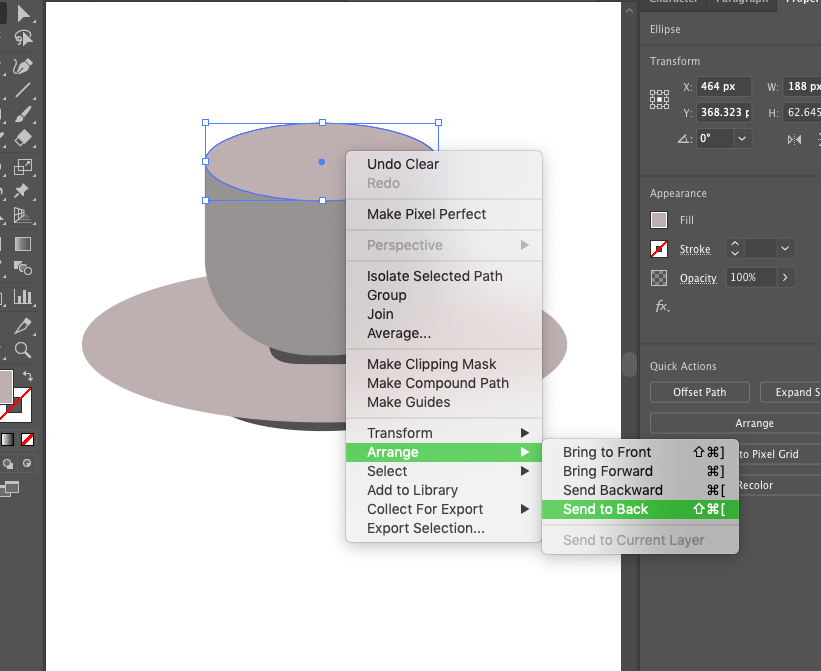 Character
Paragraph
Ellipse
Transform
X: 464 px W: 188 px
Y: 368.323 H: 62.645
0°
Appearance
Fill
Stroke
Opacity 100%
fx.
Quick Actions
Offset Path
Expand S
Arrange
to Pixel Grid
Recolor
Undo Clear
Redo
Make Pixel Perfect
Perspective
Isolate Selected Path
Group
Join
Average...
Make Clipping Mask
Make Compound Path
Make Guides
Transform
Arrange
Select
Add to Library
Collect For Export
Export Selection...
Bring to Front ⇧⌘]
Bring Forward ⌘]
Send Backward ⌘[
Send to Back ⇧⌘[
Send to Current Layer